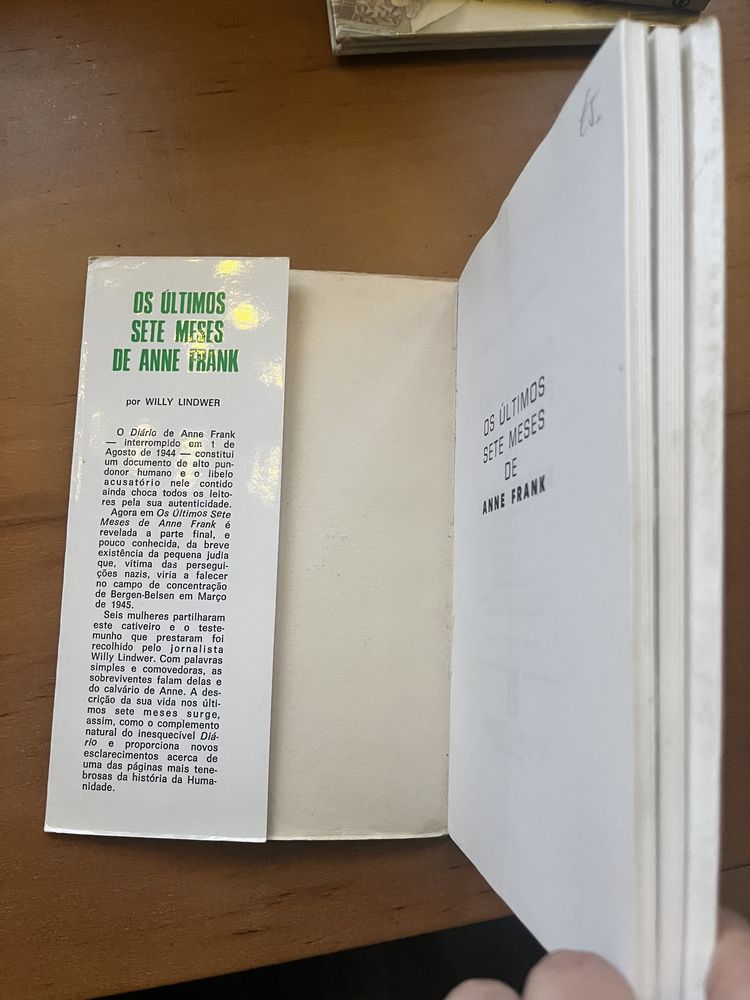 OS ÚLTIMOS
SETE MESES
DE ANNE FRANK
por WILLY LINDWER
O Diário de Anne Frank
— interrompido em 1 de
Agosto de 1944 — constitui
um documento de alto pun-
donor humano e o libelo
acusatório nele contido
ainda choca todos os leito-
res pela sua autenticidade.
Agora em Os Últimos Sete
Meses de Anne Frank é
revelada a parte final, e
pouco conhecida, da breve
existência da pequena judia
que, vítima das persegui-
ções nazis, viria a falecer
no campo de concentração
de Bergen-Belsen em Março
de 1945.
Seis mulheres partilharam
este cativeiro e o teste-
munho que prestaram foi
recolhido pelo jornalista
Willy Lindwer. Com palavras
simples e comovedoras, as
sobreviventes falam delas e
do calvário de Anne. A des-
crição da sua vida nos últi-
mos sete meses surge,
assim, como o complemento
natural do inesquecível Diá-
rio e proporciona novos
esclarecimentos acerca de
uma das páginas mais tene-
brosas da história da Huma-
nidade.
OS ÚLTIMOS
SETE MESES
DE
ANNE FRANK